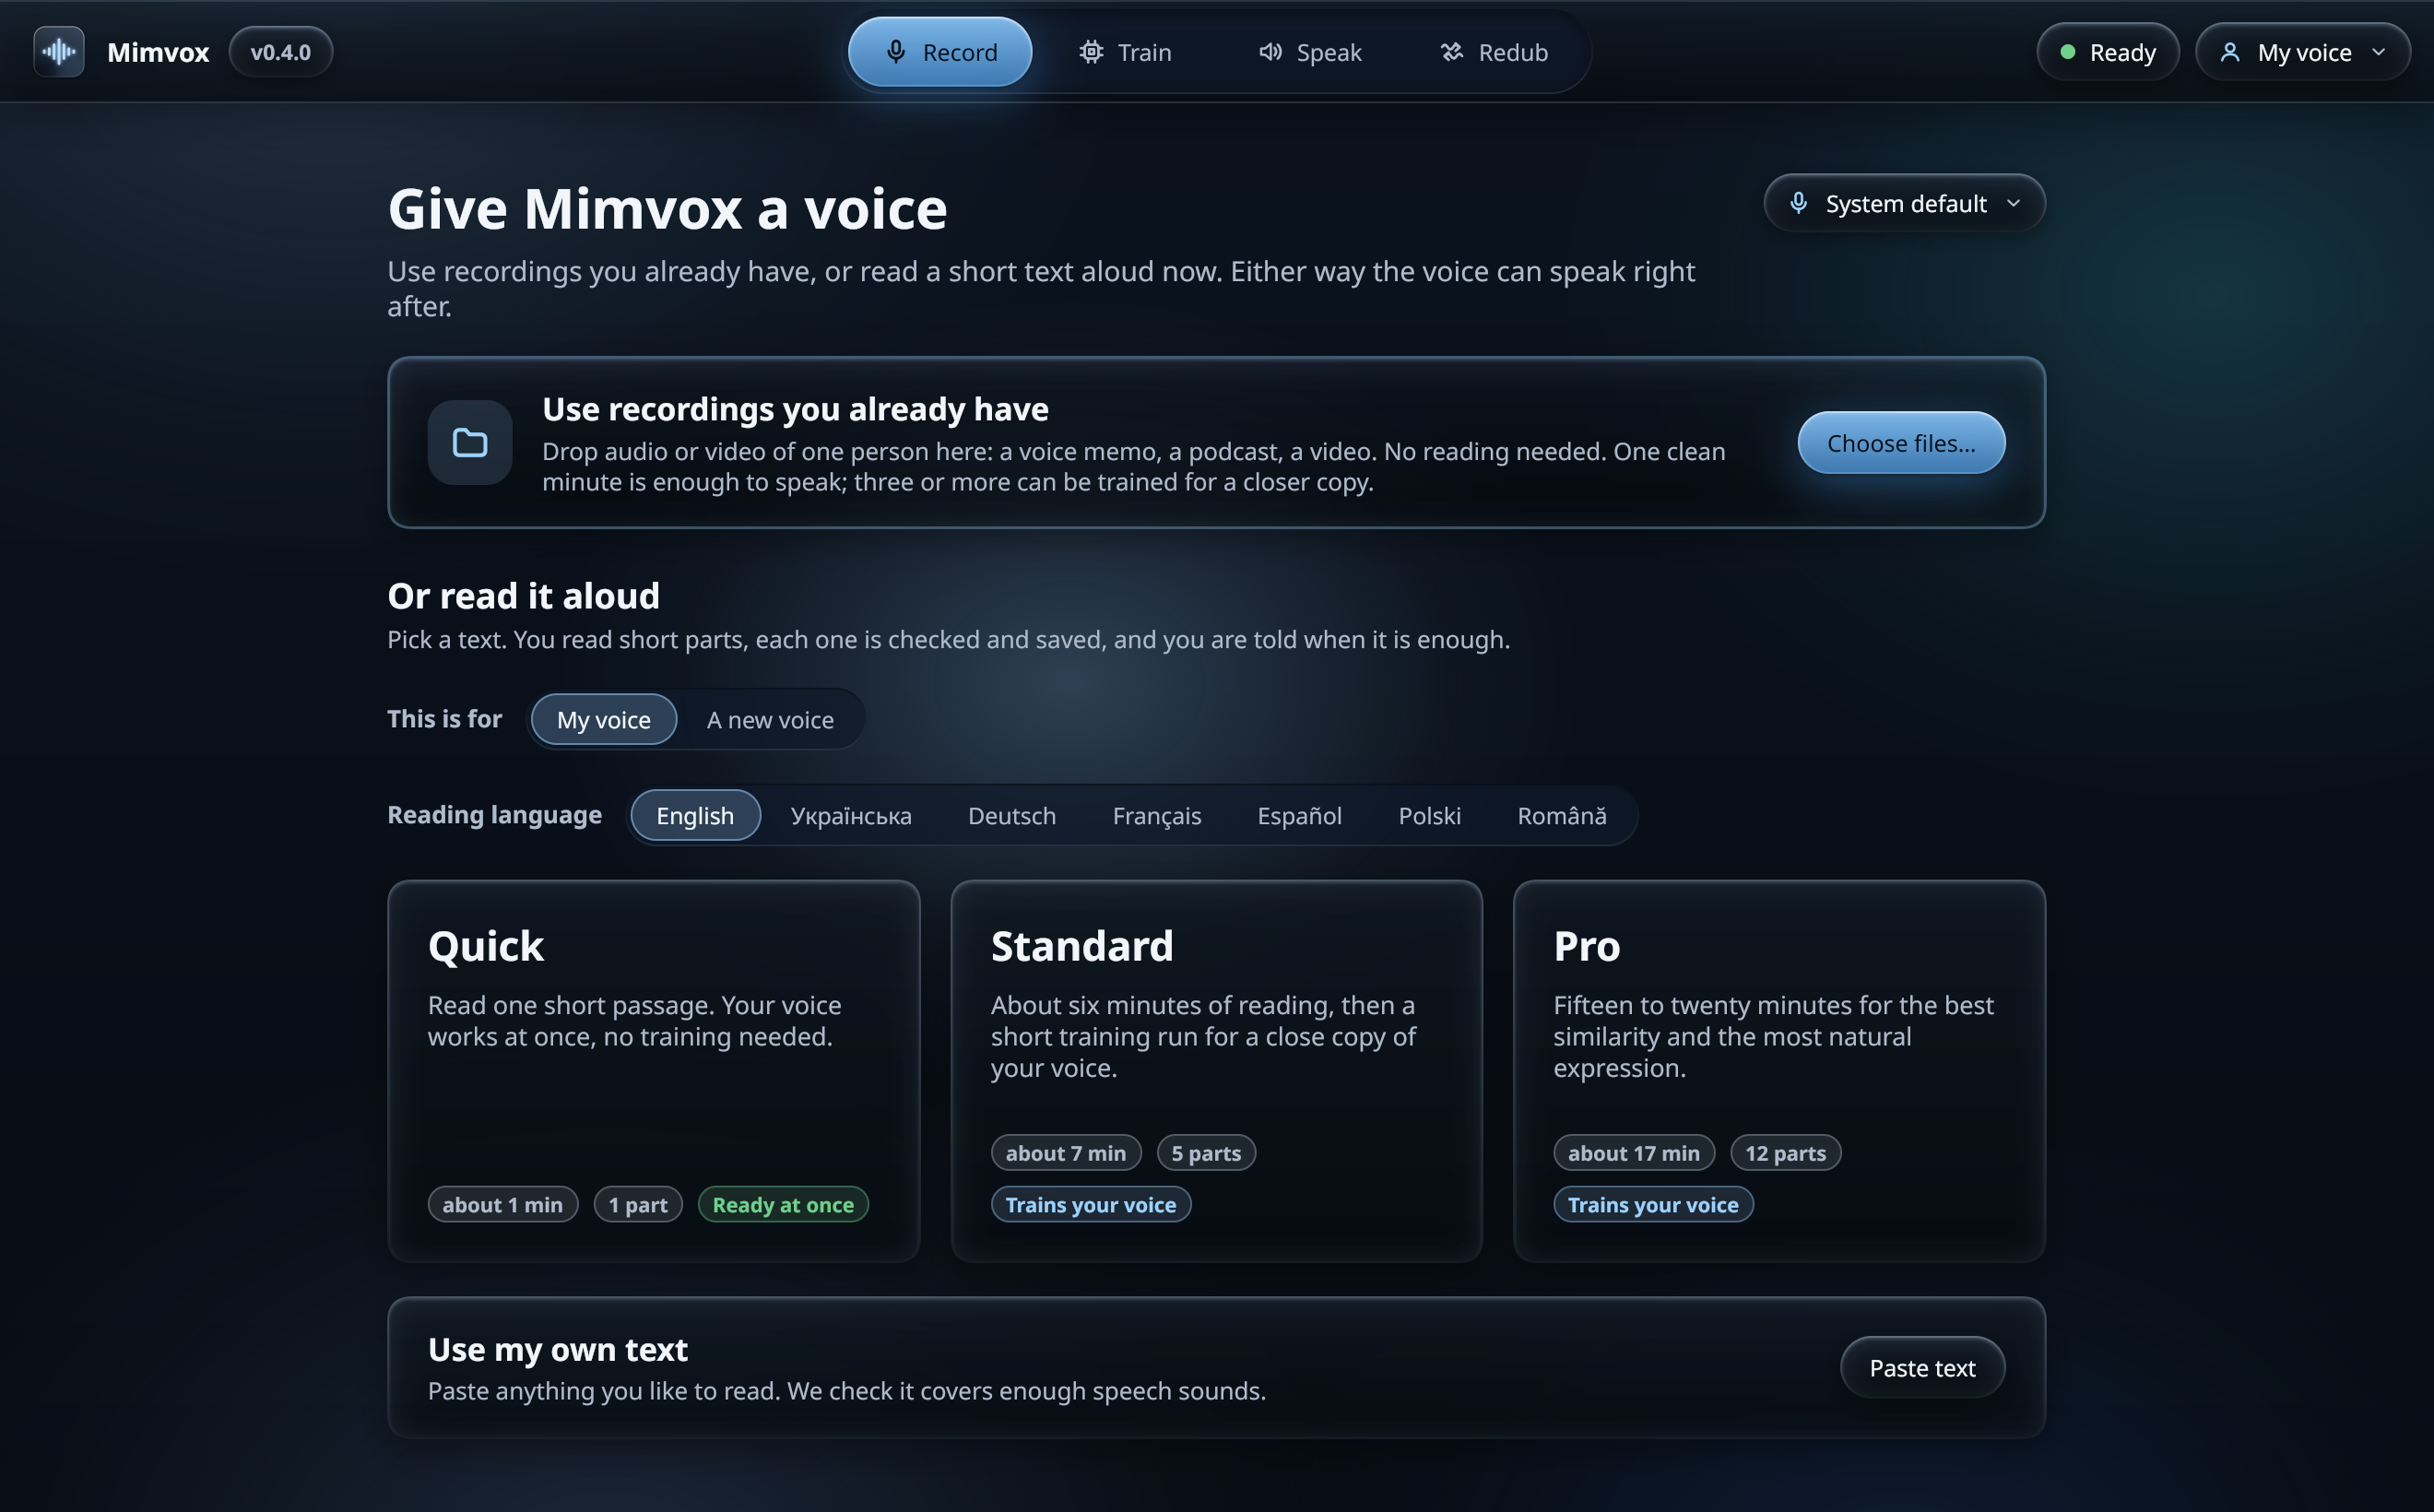 Mimvox
v0.4.0
Record
Train
Speak
Redub
Ready
My voice
Give Mimvox a voice
System default
Use recordings you already have, or read a short text aloud now. Either way the voice can speak right
after.
Use recordings you already have
Drop audio or video of one person here: a voice memo, a podcast, a video. No reading needed. One clean
minute is enough to speak; three or more can be trained for a closer copy.
Choose files...
Or read it aloud
Pick a text. You read short parts, each one is checked and saved, and you are told when it is enough.
This is for
My voice
A new voice
Reading language
English
Українська
Deutsch
Français
Español
Polski
Română
Quick
Read one short passage. Your voice
works at once, no training needed.
about 1 min
1 part
Ready at once
Standard
About six minutes of reading, then a
short training run for a close copy of
your voice.
about 7 min
5 parts
Trains your voice
Pro
Fifteen to twenty minutes for the best
similarity and the most natural
expression.
about 17 min
12 parts
Trains your voice
Use my own text
Paste anything you like to read. We check it covers enough speech sounds.
Paste text